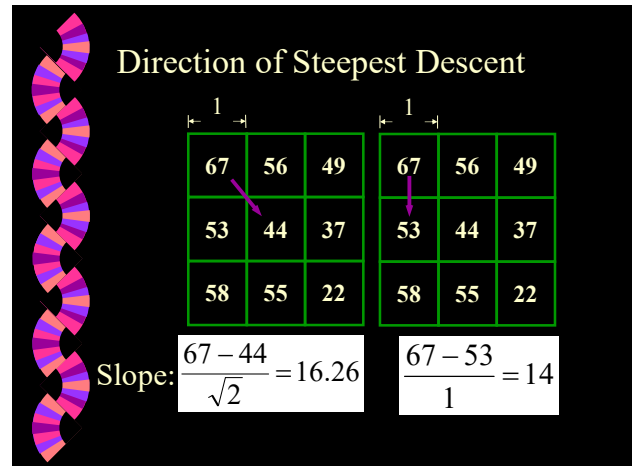 Direction of Steepest Descent
1 1
67 56 49 67 56 49
53 44 37 53 44 37
58 55 22 58 55 22
Slope: (67 − 44)/√2 = 16.26 (67 − 53)/1 = 14